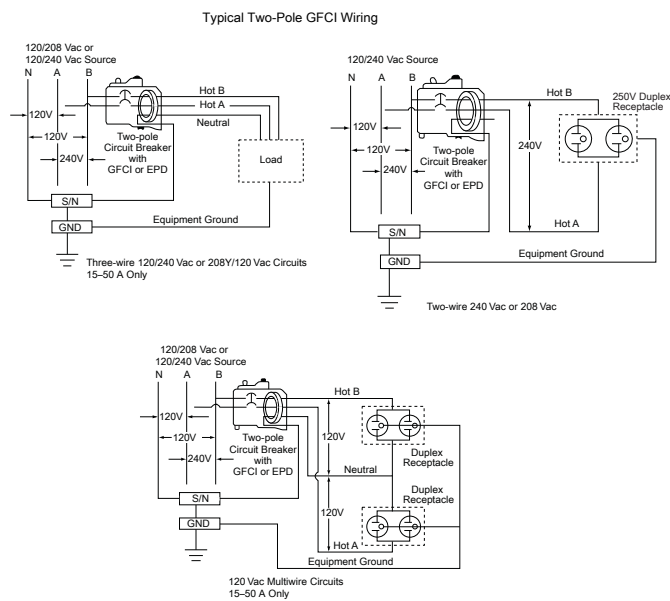 Typical Two-Pole GFCI Wiring
120/208 Vac or
120/240 Vac Source
N A B
Hot B
Hot A
Neutral
120V
120V
240V
Two-pole
Circuit Breaker
with
GFCI or EPD
Load
S/N
GND
Equipment Ground
Three-wire 120/240 Vac or 208Y/120 Vac Circuits
15–50 A Only
120/240 Vac Source
N A B
Hot B
250V Duplex
Receptacle
120V
120V
240V
Two-pole
Circuit Breaker
with
GFCI or EPD
240V
Hot A
S/N
GND
Equipment Ground
Two-wire 240 Vac or 208 Vac
120/208 Vac or
120/240 Vac Source
N A B
Hot B
120V
120V
240V
Two-pole
Circuit Breaker
with
GFCI or EPD
120V
Neutral
Duplex
Receptacle
Duplex
Receptacle
120V
S/N
GND
Hot A
Equipment Ground
120 Vac Multiwire Circuits
15–50 A Only